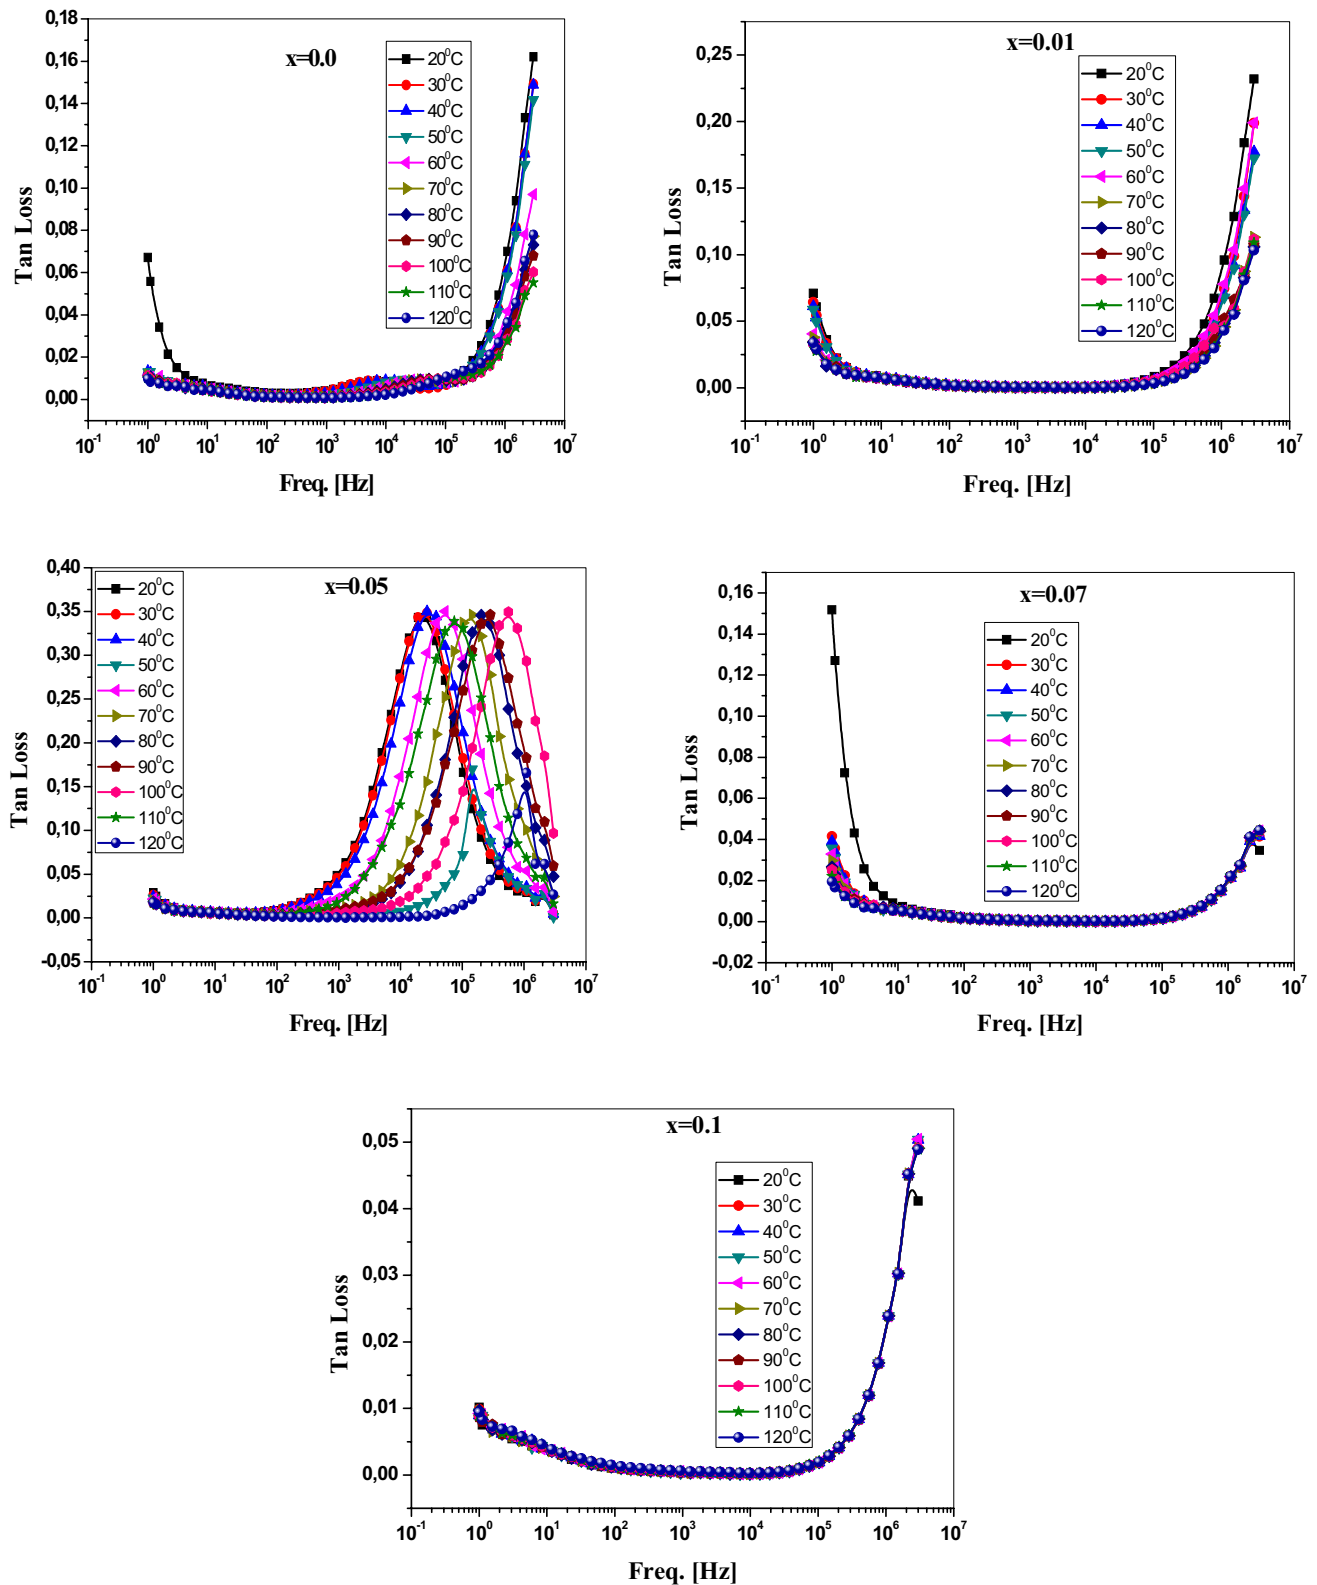 x=0.0
20⁰C
30⁰C
40⁰C
50⁰C
60⁰C
70⁰C
80⁰C
90⁰C
100⁰C
110⁰C
120⁰C
0,18
0,16
0,14
0,12
0,10
0,08
0,06
0,04
0,02
0,00
Tan Loss
10⁻¹ 10⁰ 10¹ 10² 10³ 10⁴ 10⁵ 10⁶ 10⁷
Freq. [Hz]
x=0.01
20⁰C
30⁰C
40⁰C
50⁰C
60⁰C
70⁰C
80⁰C
90⁰C
100⁰C
110⁰C
120⁰C
0,25
0,20
0,15
0,10
0,05
0,00
Tan Loss
10⁻¹ 10⁰ 10¹ 10² 10³ 10⁴ 10⁵ 10⁶ 10⁷
Freq. [Hz]
x=0.05
20⁰C
30⁰C
40⁰C
50⁰C
60⁰C
70⁰C
80⁰C
90⁰C
100⁰C
110⁰C
120⁰C
0,40
0,35
0,30
0,25
0,20
0,15
0,10
0,05
0,00
-0,05
Tan Loss
10⁻¹ 10⁰ 10¹ 10² 10³ 10⁴ 10⁵ 10⁶ 10⁷
Freq. [Hz]
x=0.07
20⁰C
30⁰C
40⁰C
50⁰C
60⁰C
70⁰C
80⁰C
90⁰C
100⁰C
110⁰C
120⁰C
0,16
0,14
0,12
0,10
0,08
0,06
0,04
0,02
0,00
-0,02
Tan Loss
10⁻¹ 10⁰ 10¹ 10² 10³ 10⁴ 10⁵ 10⁶ 10⁷
Freq. [Hz]
x=0.1
20⁰C
30⁰C
40⁰C
50⁰C
60⁰C
70⁰C
80⁰C
90⁰C
100⁰C
110⁰C
120⁰C
0,05
0,04
0,03
0,02
0,01
0,00
Tan Loss
10⁻¹ 10⁰ 10¹ 10² 10³ 10⁴ 10⁵ 10⁶ 10⁷
Freq. [Hz]